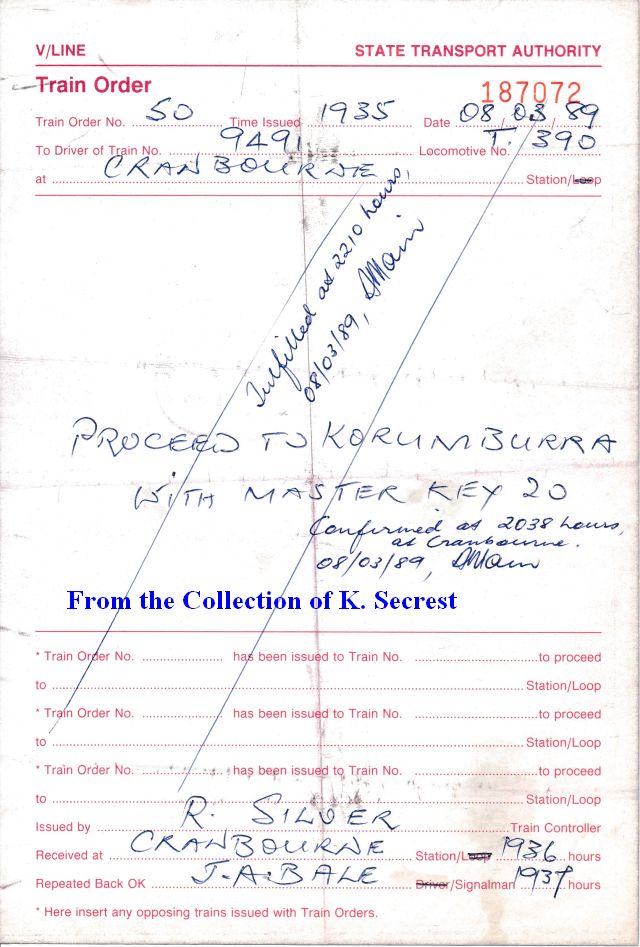 V/LINE STATE TRANSPORT AUTHORITY
Train Order 187072
Train Order No. 50 Time Issued 1935 Date 08/03/89
To Driver of Train No. 9491 Locomotive No. T. 390
at CRANBOURNE Station/Loop
Fulfilled at 2210 hours,
08/03/89, AMain
PROCEED TO KORUMBURRA
WITH MASTER KEY 20
Confirmed at 2038 hours,
at Cranbourne.
08/03/89, AMain
From the Collection of K. Secrest
* Train Order No. has been issued to Train No. to proceed
to Station/Loop
* Train Order No. has been issued to Train No. to proceed
to Station/Loop
* Train Order No. has been issued to Train No. to proceed
to Station/Loop
Issued by R. SILVER Train Controller
Received at CRANBOURNE Station/Loop 1936 hours
Repeated Back OK J.A.BALE Driver/Signalman 1937 hours
* Here insert any opposing trains issued with Train Orders.